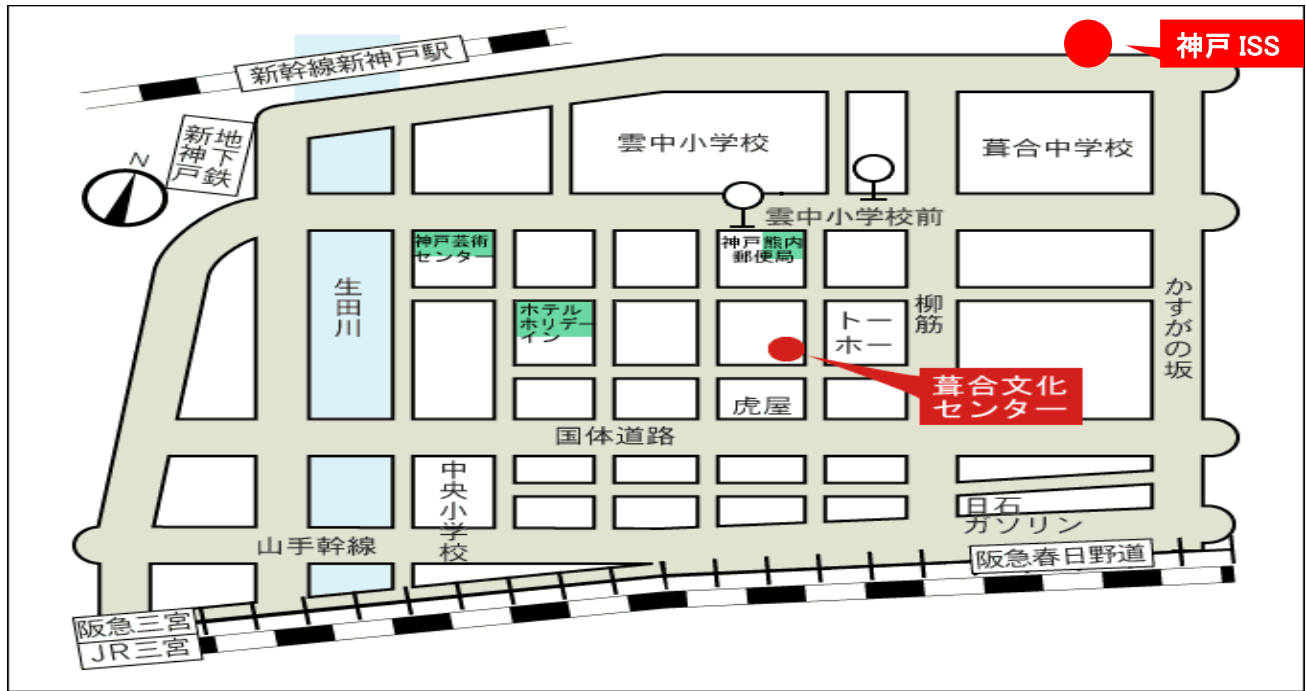 神戸 ISS
新幹線新神戸駅
地下鉄
新神戸
N
雲中小学校
葺合中学校
雲中小学校前
神戸芸術
センター
神戸熊内
郵便局
生田川
ホテル
ホリデー
イン
トー
ホー
柳筋
かすがの坂
葺合文化
センター
虎屋
国体道路
中央小学校
日石
ガソリン
山手幹線
阪急春日野道
阪急三宮
JR三宮